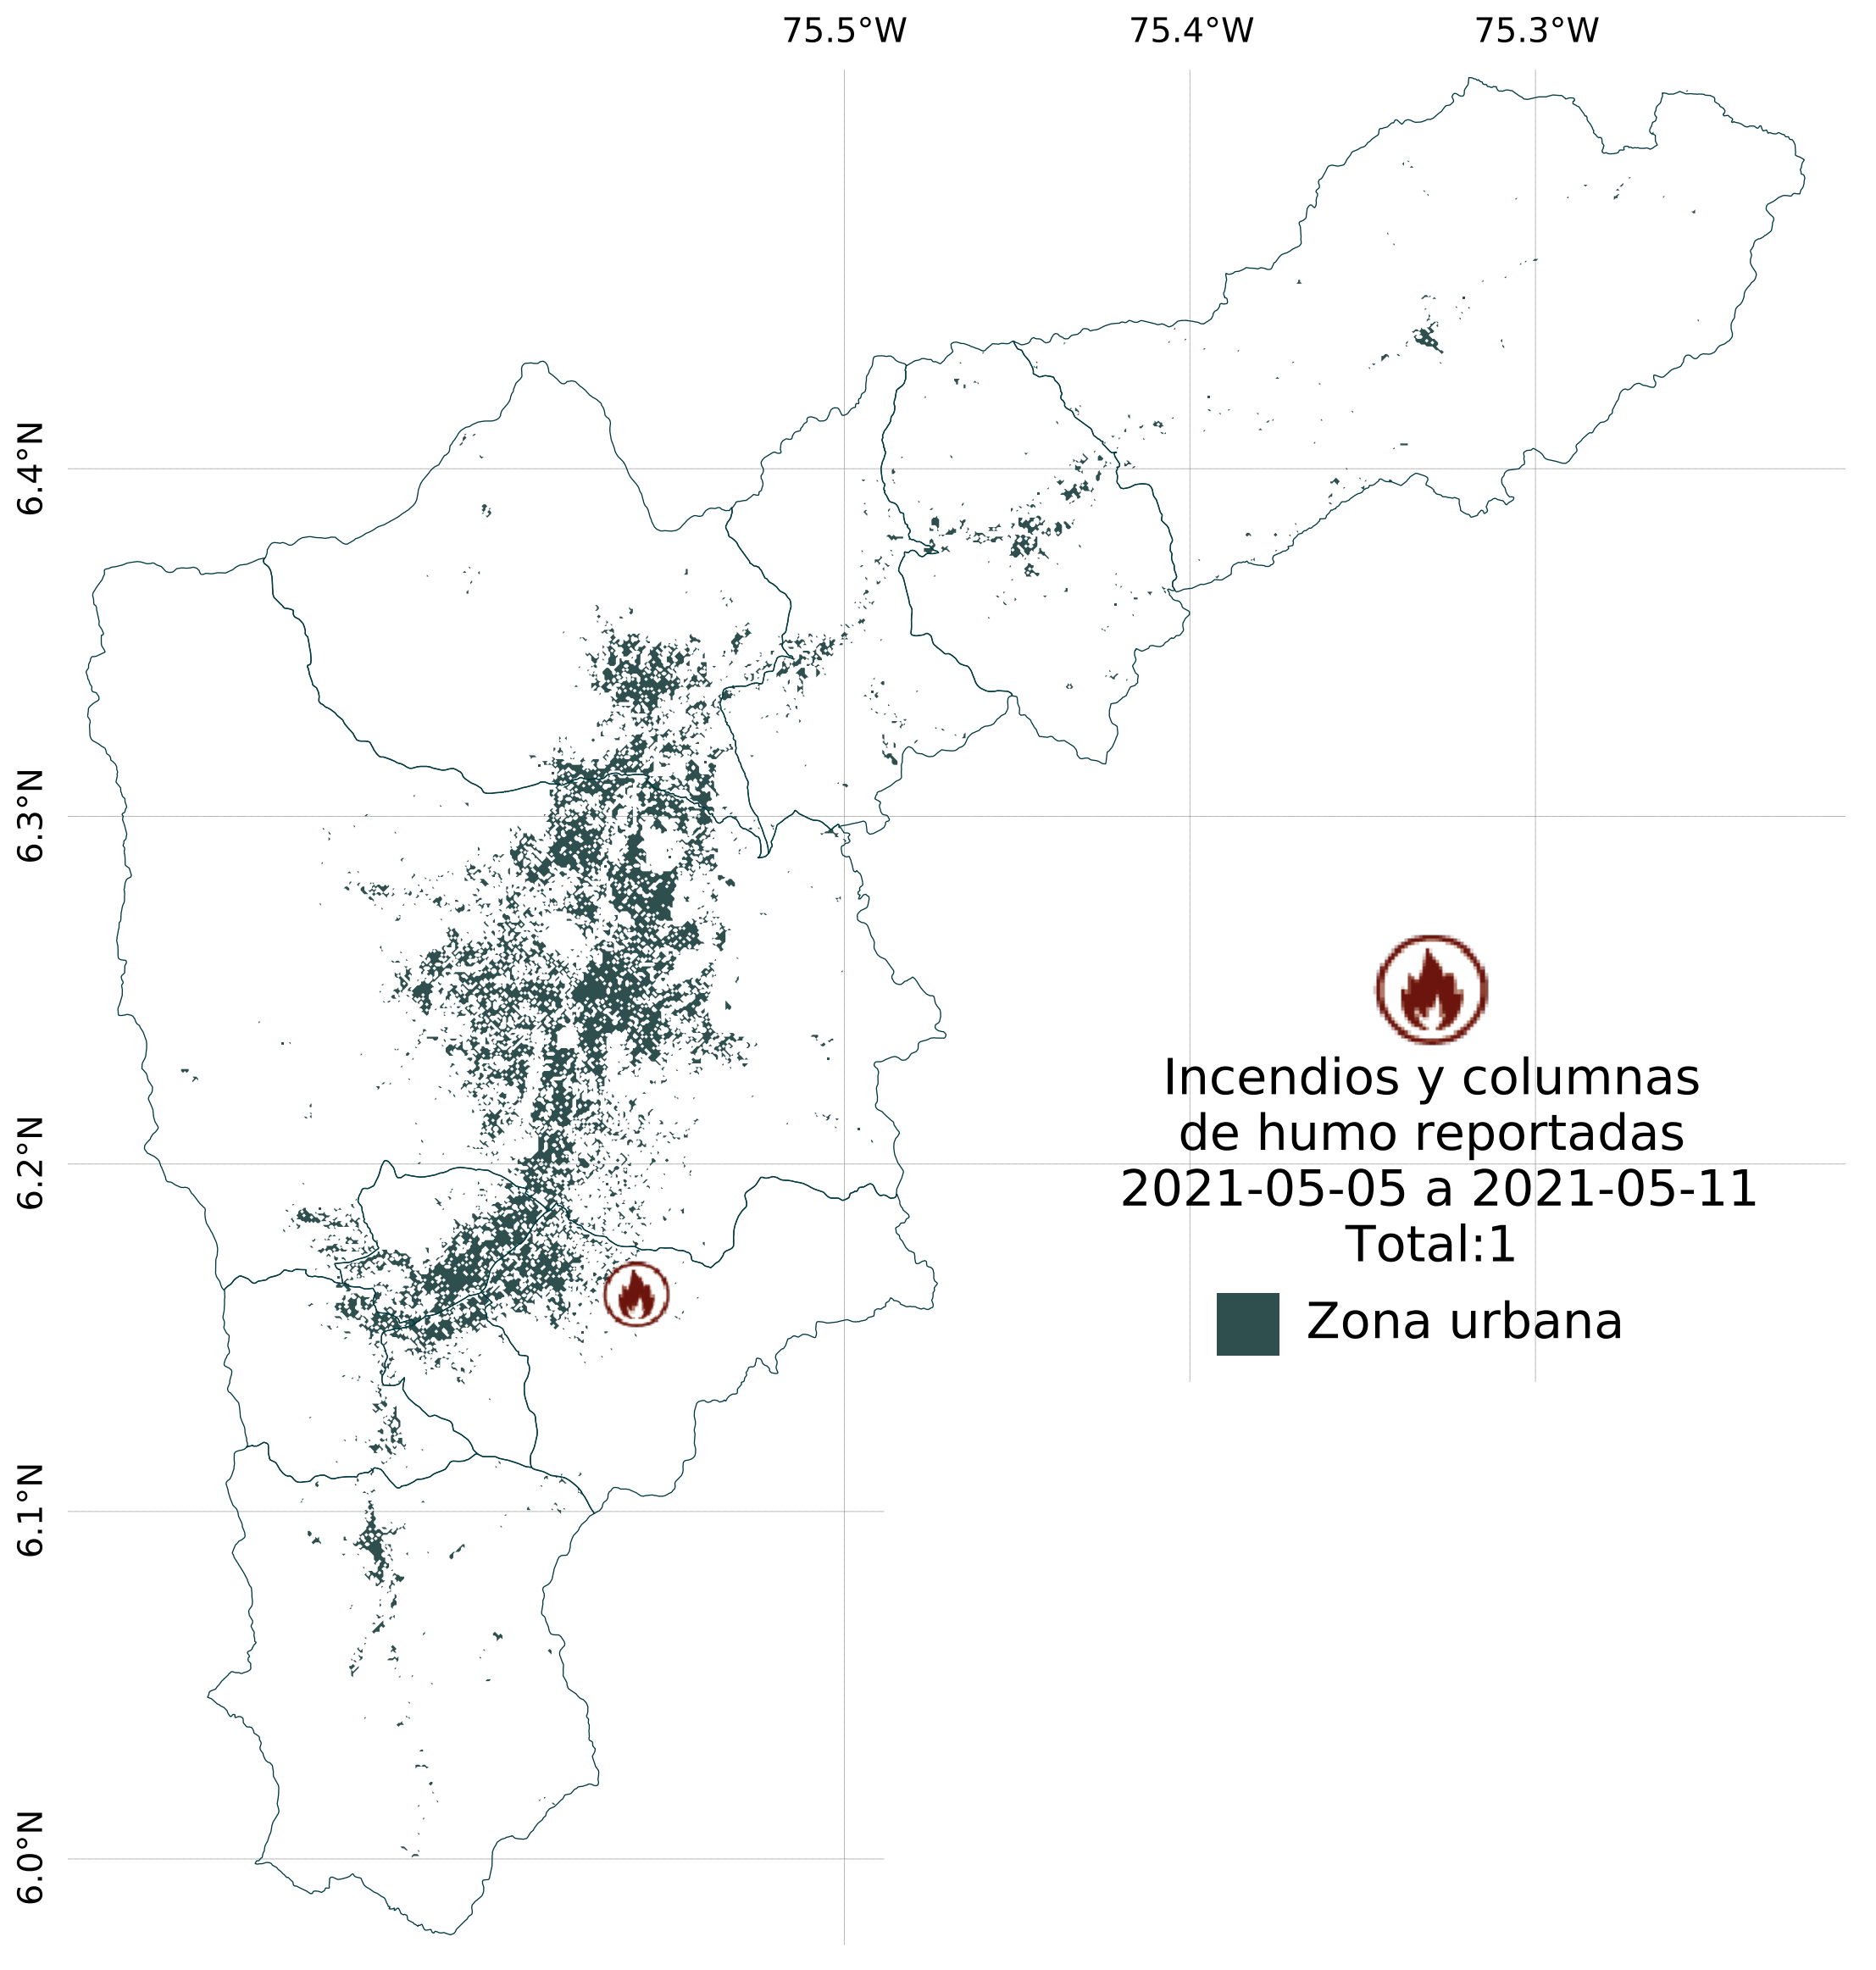 75.5°W 75.4°W 75.3°W
6.4°N
6.3°N
6.2°N
6.1°N
6.0°N
Incendios y columnas
de humo reportadas
2021-05-05 a 2021-05-11
Total:1
Zona urbana